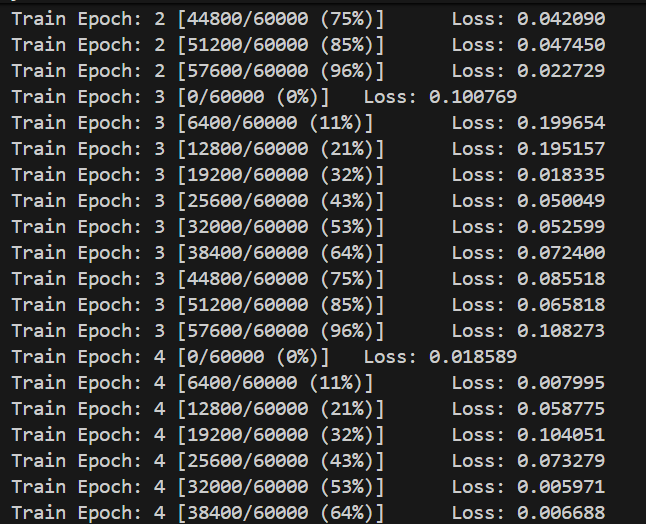 Train Epoch: 2 [44800/60000 (75%)]	Loss: 0.042090
Train Epoch: 2 [51200/60000 (85%)]	Loss: 0.047450
Train Epoch: 2 [57600/60000 (96%)]	Loss: 0.022729
Train Epoch: 3 [0/60000 (0%)]	Loss: 0.100769
Train Epoch: 3 [6400/60000 (11%)]	Loss: 0.199654
Train Epoch: 3 [12800/60000 (21%)]	Loss: 0.195157
Train Epoch: 3 [19200/60000 (32%)]	Loss: 0.018335
Train Epoch: 3 [25600/60000 (43%)]	Loss: 0.050049
Train Epoch: 3 [32000/60000 (53%)]	Loss: 0.052599
Train Epoch: 3 [38400/60000 (64%)]	Loss: 0.072400
Train Epoch: 3 [44800/60000 (75%)]	Loss: 0.085518
Train Epoch: 3 [51200/60000 (85%)]	Loss: 0.065818
Train Epoch: 3 [57600/60000 (96%)]	Loss: 0.108273
Train Epoch: 4 [0/60000 (0%)]	Loss: 0.018589
Train Epoch: 4 [6400/60000 (11%)]	Loss: 0.007995
Train Epoch: 4 [12800/60000 (21%)]	Loss: 0.058775
Train Epoch: 4 [19200/60000 (32%)]	Loss: 0.104051
Train Epoch: 4 [25600/60000 (43%)]	Loss: 0.073279
Train Epoch: 4 [32000/60000 (53%)]	Loss: 0.005971
Train Epoch: 4 [38400/60000 (64%)]	Loss: 0.006688